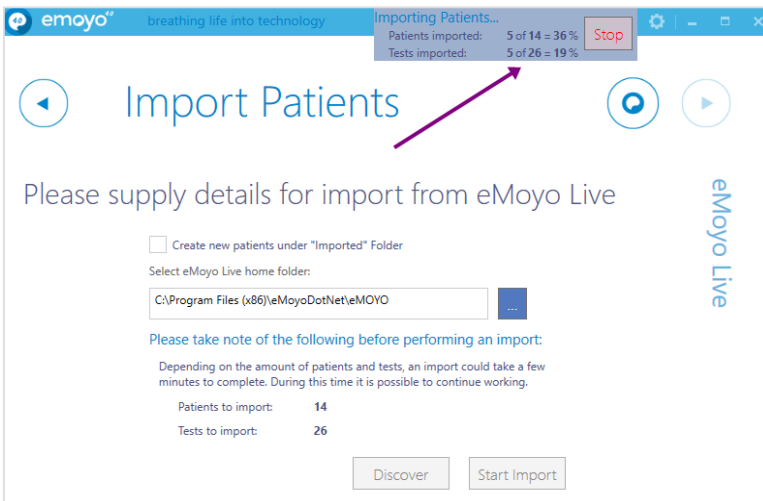 emoyo
breathing life into technology
Importing Patients...
Patients imported: 5 of 14 = 36 %
Tests imported: 5 of 26 = 19 %
Stop
Import Patients
Please supply details for import from eMoyo Live
eMoyo Live
Create new patients under "Imported" Folder
Select eMoyo Live home folder:
C:\Program Files (x86)\eMoyoDotNet\eMOYO
...
Please take note of the following before performing an import:
Depending on the amount of patients and tests, an import could take a few
minutes to complete. During this time it is possible to continue working.
Patients to import: 14
Tests to import: 26
Discover
Start Import